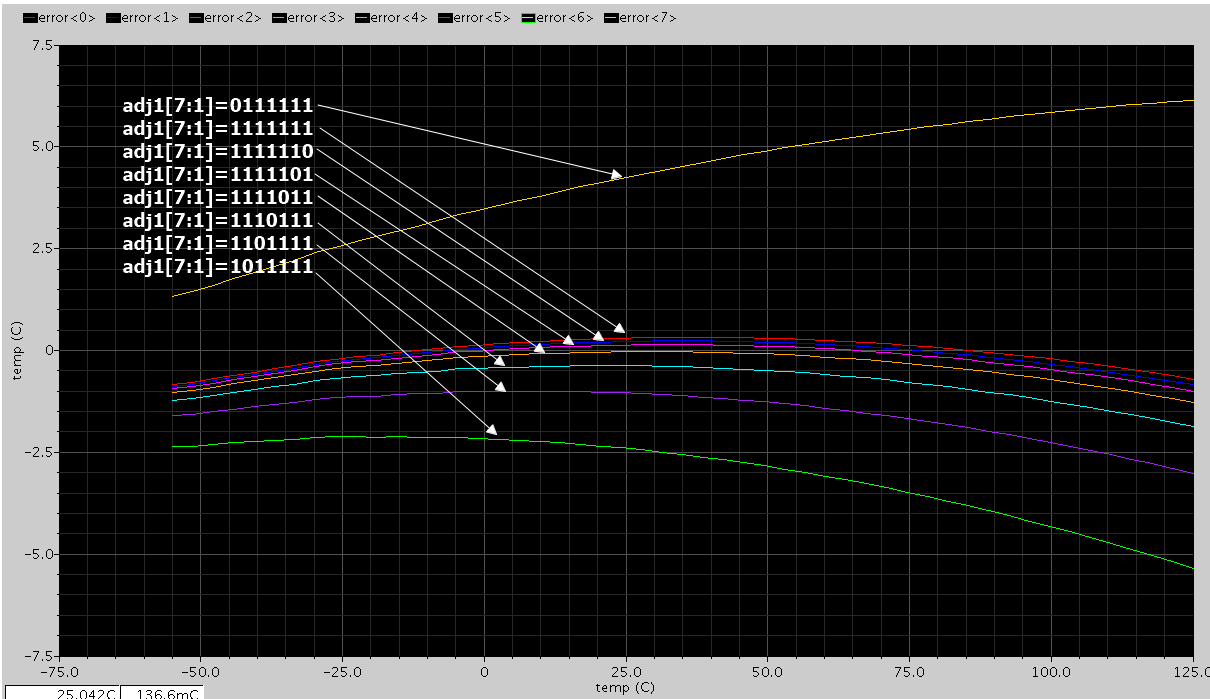 error<0> error<1> error<2> error<3> error<4> error<5> error<6> error<7>
7.5
adj1[7:1]=0111111
adj1[7:1]=1111111
5.0
adj1[7:1]=1111110
adj1[7:1]=1111101
adj1[7:1]=1111011
adj1[7:1]=1110111
adj1[7:1]=1101111
2.5
adj1[7:1]=1011111
0
temp (C)
-2.5
-5.0
-7.5
-75.0 -50.0 -25.0 0 25.0 50.0 75.0 100.0 125.0
temp (C)
25.042C 136.6mC